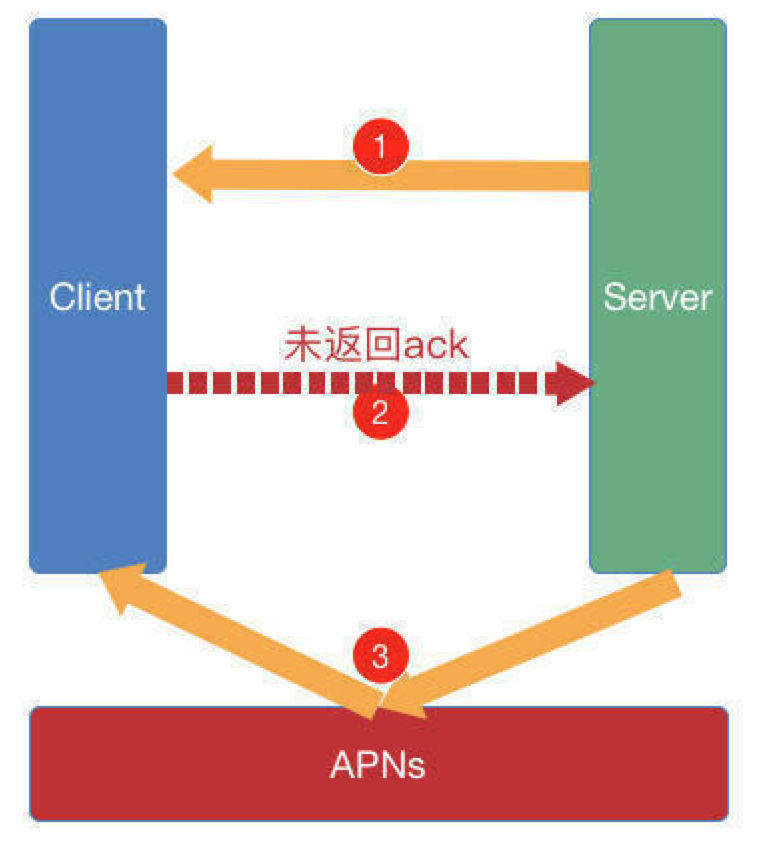 1
Client
Server
未返回ack
2
3
APNs